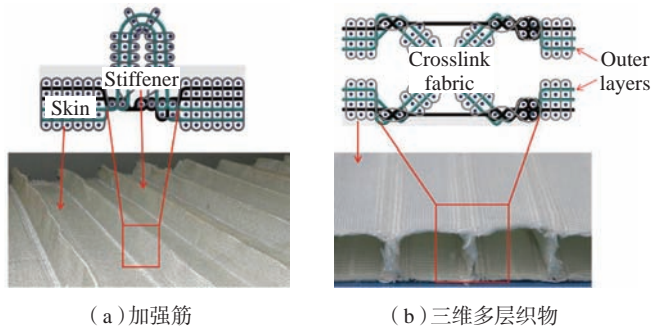 Stiffener
Skin
Crosslink
fabric
Outer
layers
（a）加强筋
（b）三维多层织物